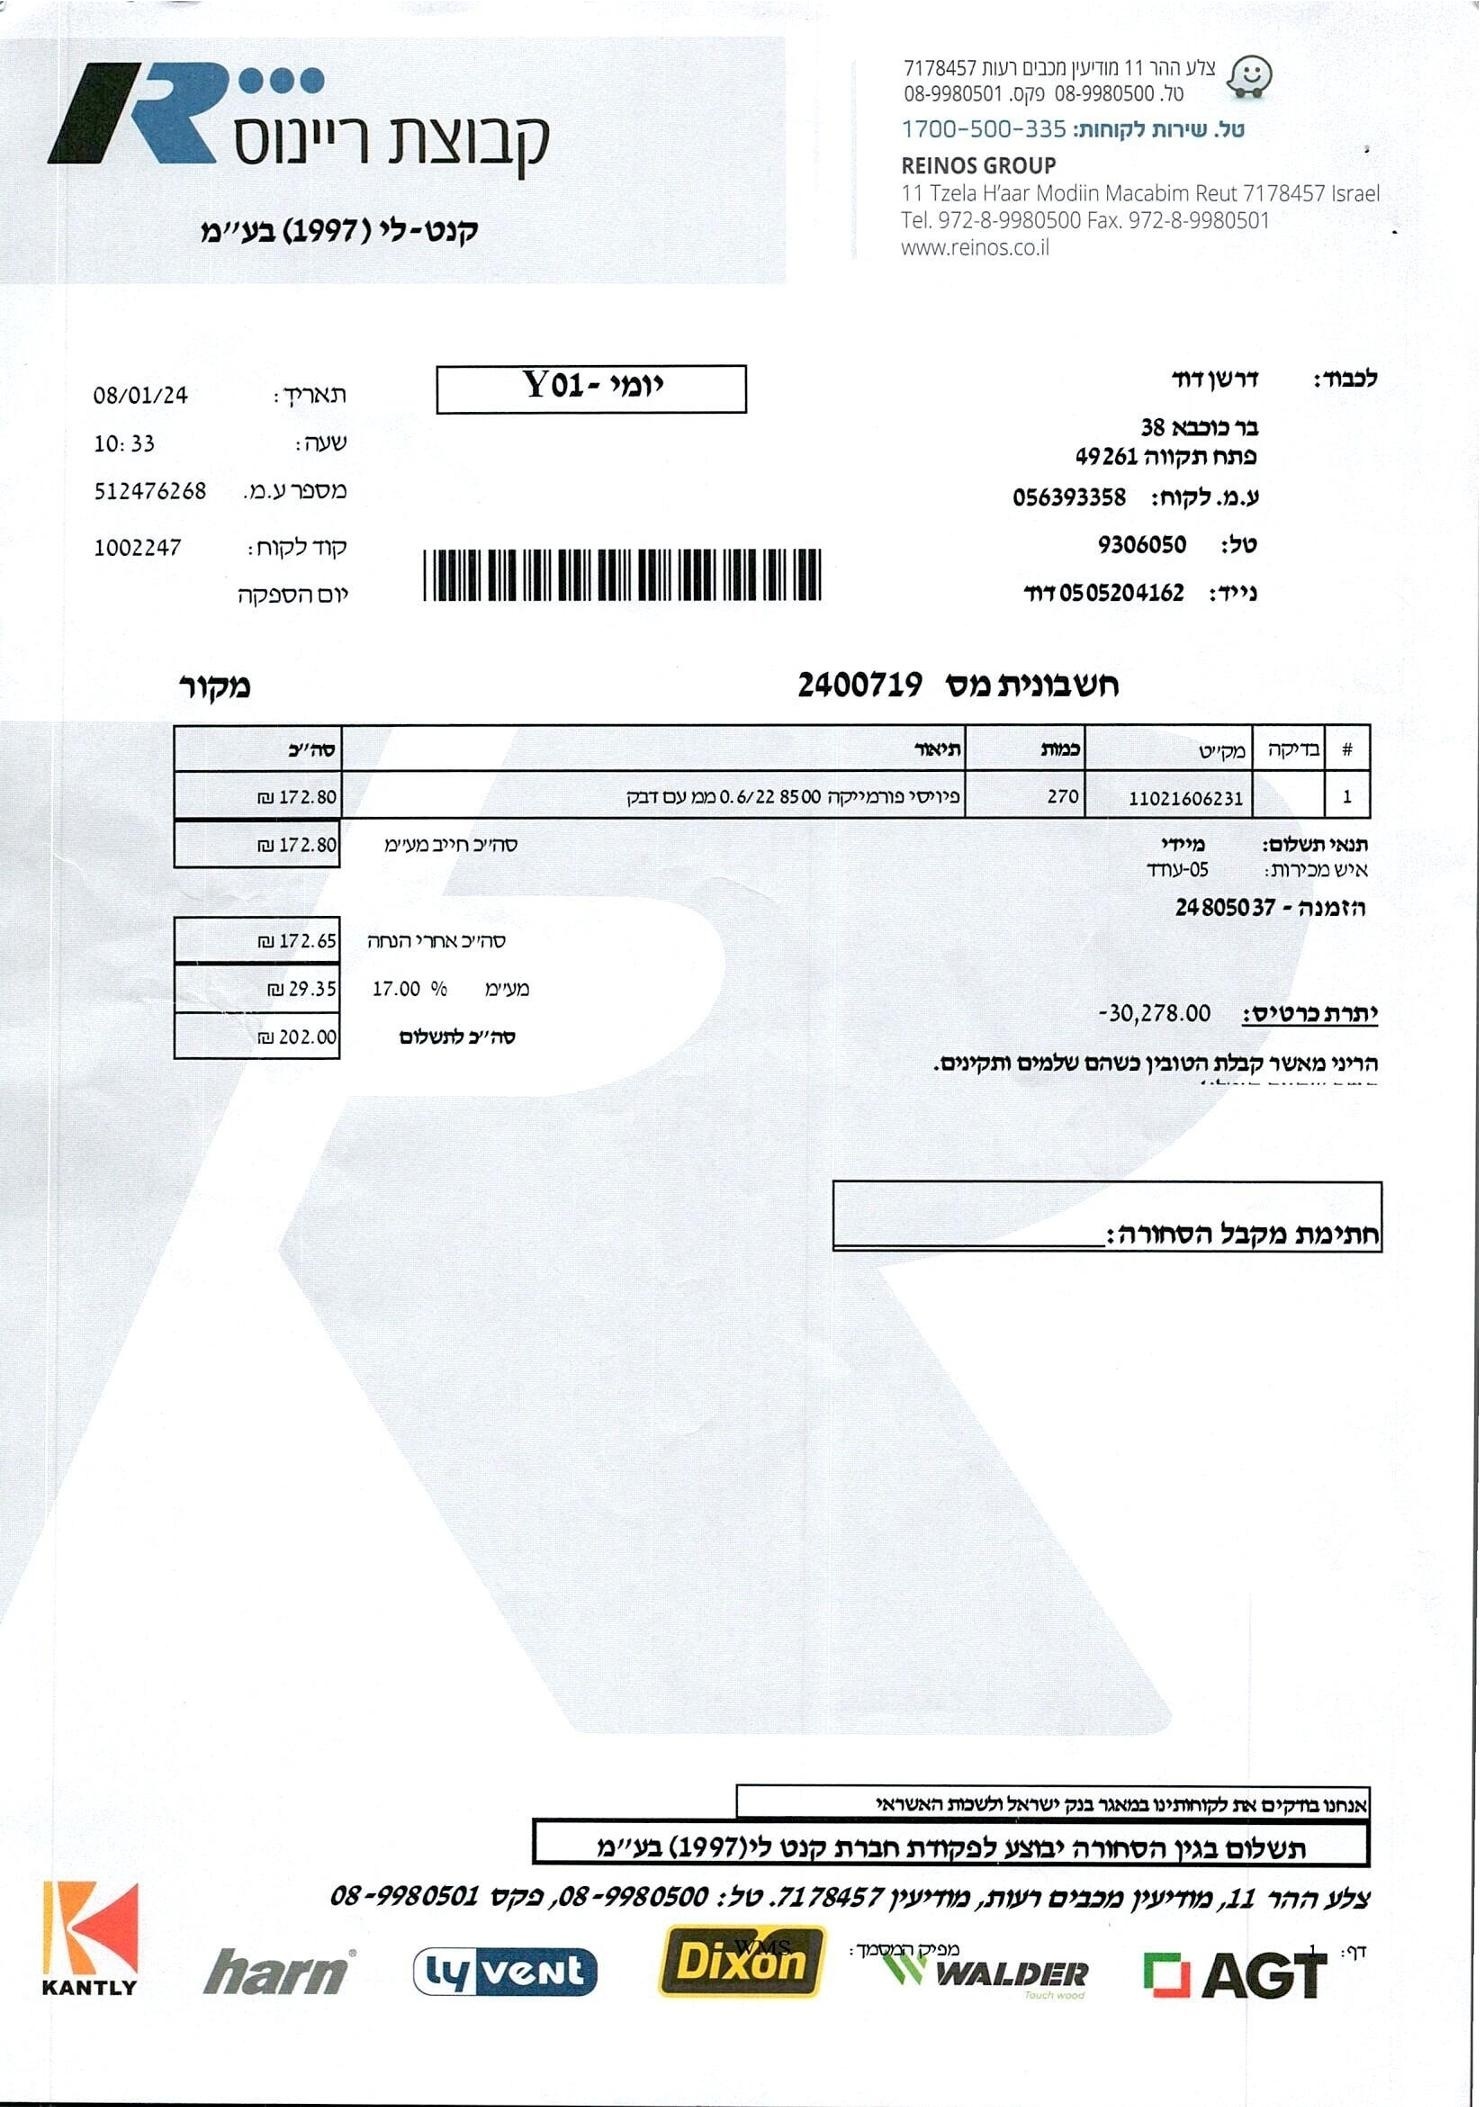 קבוצת ריינוס
קנט-לי (1997) בע"מ
צלע ההר 11 מודיעין מכבים רעות 7178457
טל. 08-9980500 פקס. 08-9980501
טל. שירות לקוחות: 1700-500-335
REINOS GROUP
11 Tzela H'aar Modiin Macabim Reut 7178457 Israel
Tel. 972-8-9980500 Fax. 972-8-9980501
www.reinos.co.il
לכבוד: דרשן דוד
בר כוכבא 38
פתח תקווה 49261
ע.מ. לקוח: 056393358
טל: 9306050
נייד: 0505204162 דוד
יומי -Y01
תאריך: 08/01/24
שעה: 10:33
מספר ע.מ. 512476268
קוד לקוח: 1002247
יום הספקה
חשבונית מס 2400719 מקור
# בדיקה מק"ט כמות תיאור סה"כ
1 11021606231 270 פיויסי פורמייקה 8500 0.6/22 ממ עם דבק 172.80 ₪
תנאי תשלום: מיידי
סה"כ חייב מע"מ 172.80 ₪
איש מכירות: 05-עודד
הזמנה - 24805037
סה"כ אחרי הנחה 172.65 ₪
מע"מ 17.00 % 29.35 ₪
סה"כ לתשלום 202.00 ₪
יתרת כרטיס: -30,278.00
הריני מאשר קבלת הטובין כשהם שלמים ותקינים.
חתימת מקבל הסחורה:
אנחנו בודקים את לקוחותינו במאגר בנק ישראל ולשכות האשראי
תשלום בגין הסחורה יבוצע לפקודת חברת קנט לי(1997) בע"מ
צלע ההר 11, מודיעין מכבים רעות, מודיעין 7178457. טל: 08-9980500, פקס 08-9980501
דף: 1 מפיק המסמך: WMS
KANTLY
harn
lyvent
Dixon
WALDER
Touch wood
AGT